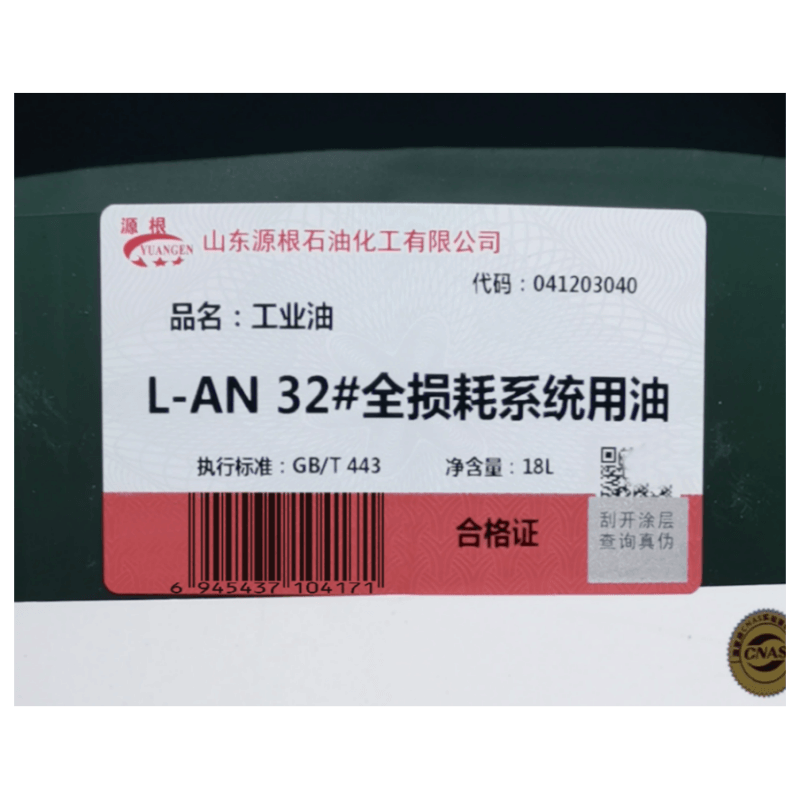 源根
YUANGEN
山东源根石油化工有限公司
代码：041203040
品名：工业油
L-AN 32#全损耗系统用油
执行标准：GB/T 443
净含量：18L
合格证
刮开涂层
查询真伪
6 945437 104171
CNAS